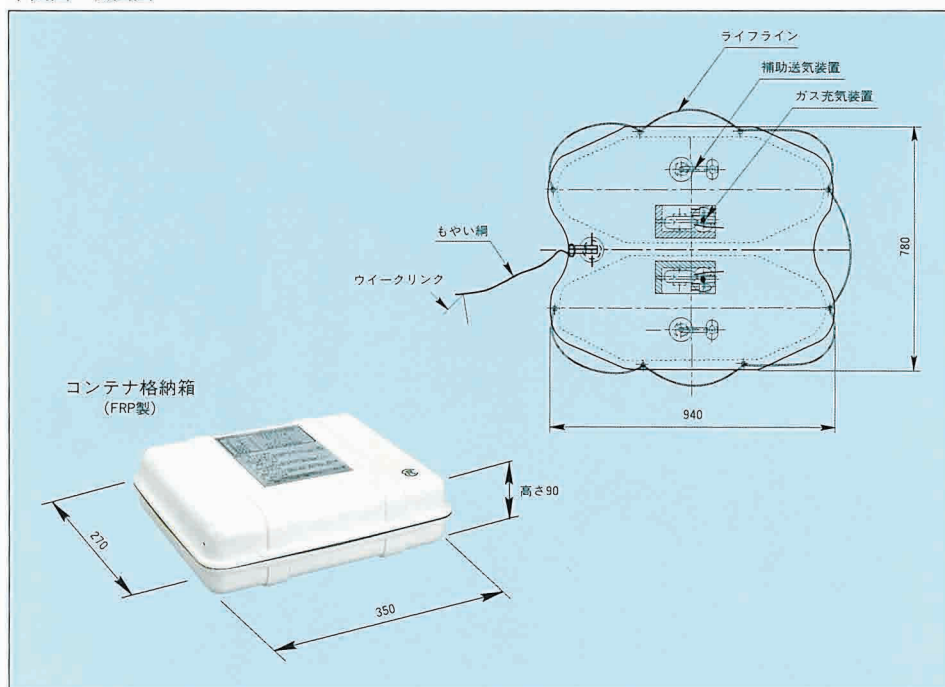 ライフライン
補助送気装置
ガス充気装置
もやい綱
ウイークリンク
780
940
コンテナ格納箱
(FRP製)
高さ90
270
350